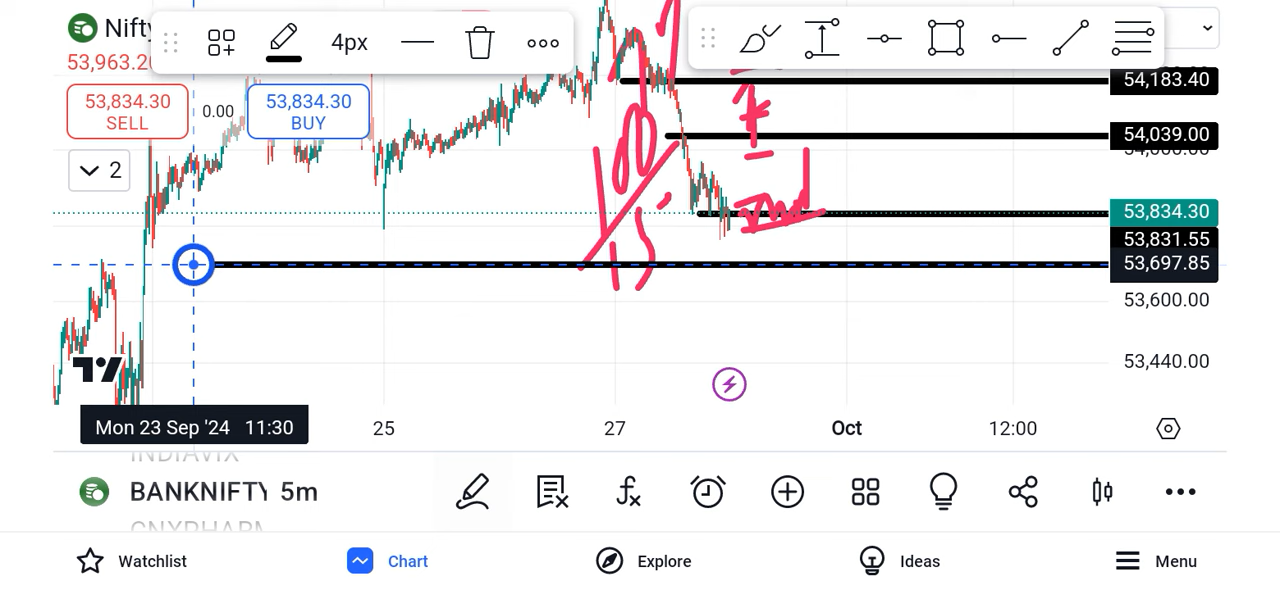 Nifty
4px
53,963.20
53,834.30
SELL
0.00
53,834.30
BUY
2
54,183.40
54,039.00
53,834.30
53,831.55
53,697.85
53,600.00
53,440.00
Mon 23 Sep '24 11:30
25
27
Oct
12:00
INDIAVIX
BANKNIFTY 5m
CNXPHARMA
Watchlist
Chart
Explore
Ideas
Menu